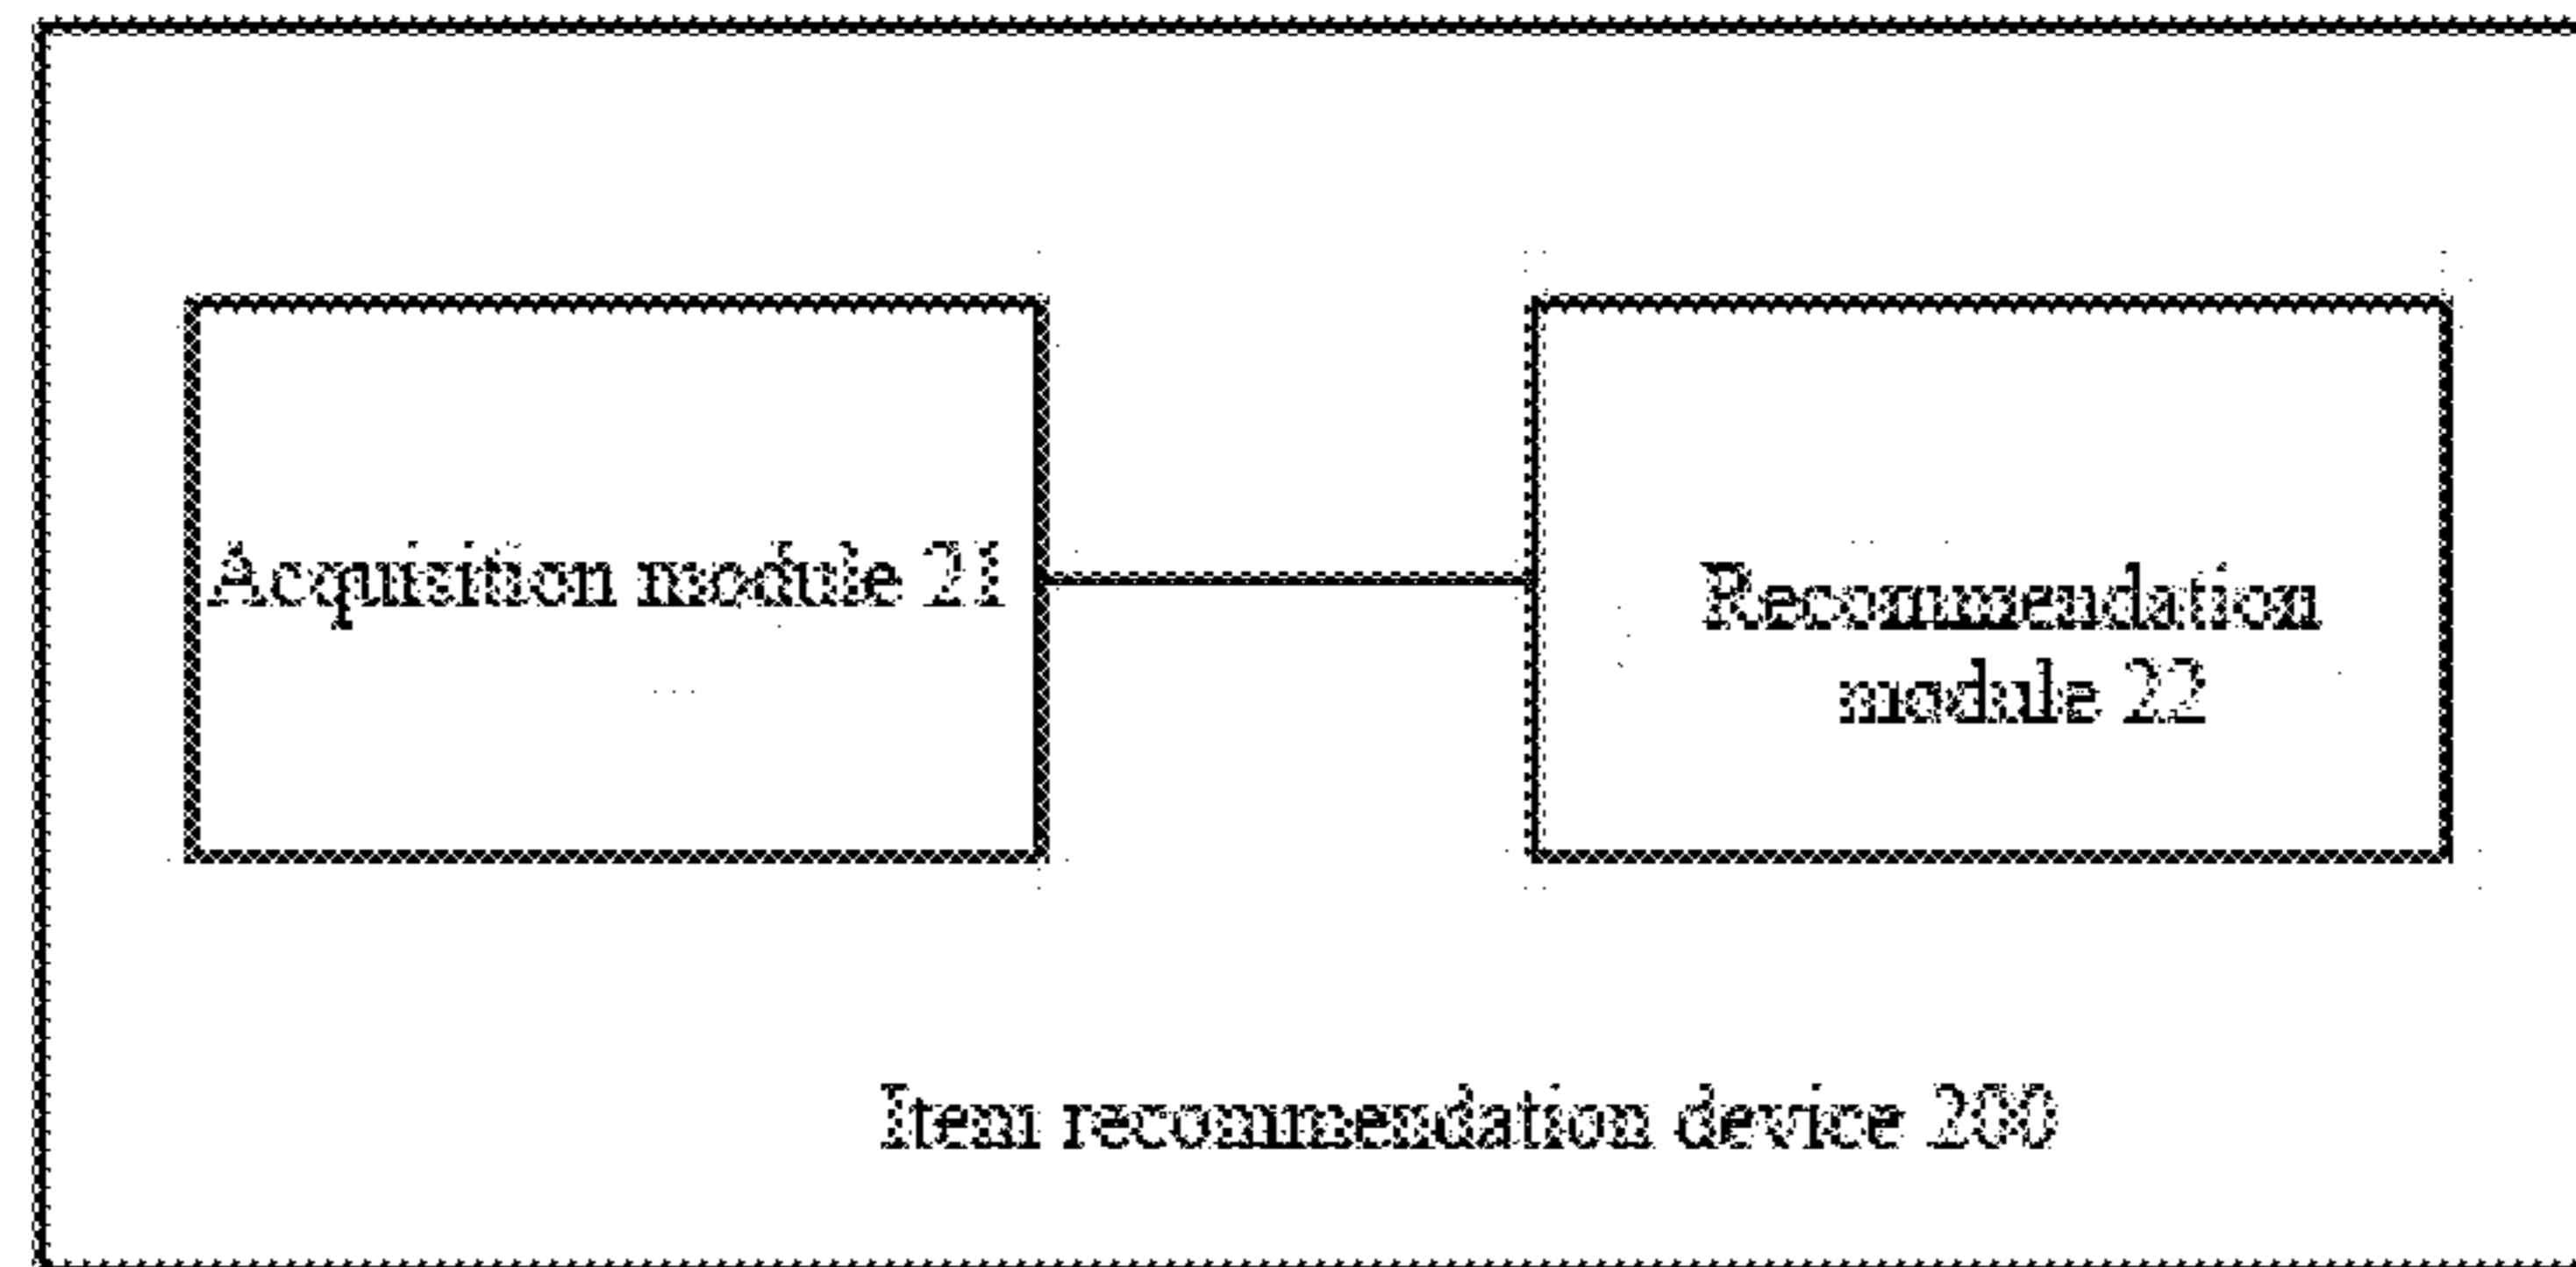 Acquisition module 21
Recommendation
module 22
Item recommendation device 200